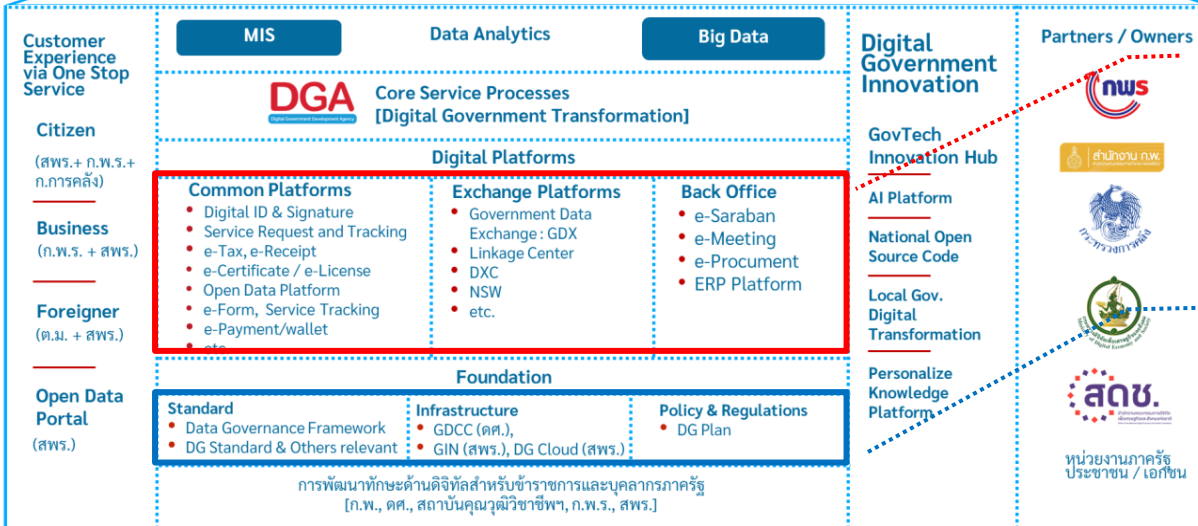 Customer
Experience
via One Stop
Service
Citizen
(สพร.+ ก.พ.ร.+
ก.การคลัง)
Business
(ก.พ.ร. + สพร.)
Foreigner
(ต.ม. + สพร.)
Open Data
Portal
(สพร.)
MIS
Data Analytics
Big Data
DGA
Digital Government Development Agency
Core Service Processes
[Digital Government Transformation]
Digital Platforms
Common Platforms
• Digital ID & Signature
• Service Request and Tracking
• e-Tax, e-Receipt
• e-Certificate / e-License
• Open Data Platform
• e-Form, Service Tracking
• e-Payment/wallet
• etc.
Exchange Platforms
• Government Data
Exchange : GDX
• Linkage Center
• DXC
• NSW
• etc.
Back Office
• e-Saraban
• e-Meeting
• e-Procument
• ERP Platform
Foundation
Standard
• Data Governance Framework
• DG Standard & Others relevant
Infrastructure
• GDCC (ดศ.),
• GIN (สพร.), DG Cloud (สพร.)
Policy & Regulations
• DG Plan
การพัฒนาทักษะด้านดิจิทัลสำหรับข้าราชการและบุคลากรภาครัฐ
[ก.พ., ดศ., สถาบันคุณวุฒิวิชาชีพฯ, ก.พ.ร., สพร.]
Digital
Government
Innovation
GovTech
Innovation Hub
AI Platform
National Open
Source Code
Local Gov.
Digital
Transformation
Personalize
Knowledge
Platform
Partners / Owners
กพร
สำนักงาน ก.พ.
กระทรวงการคลัง
สดช.
หน่วยงานภาครัฐ
ประชาชน / เอกชน